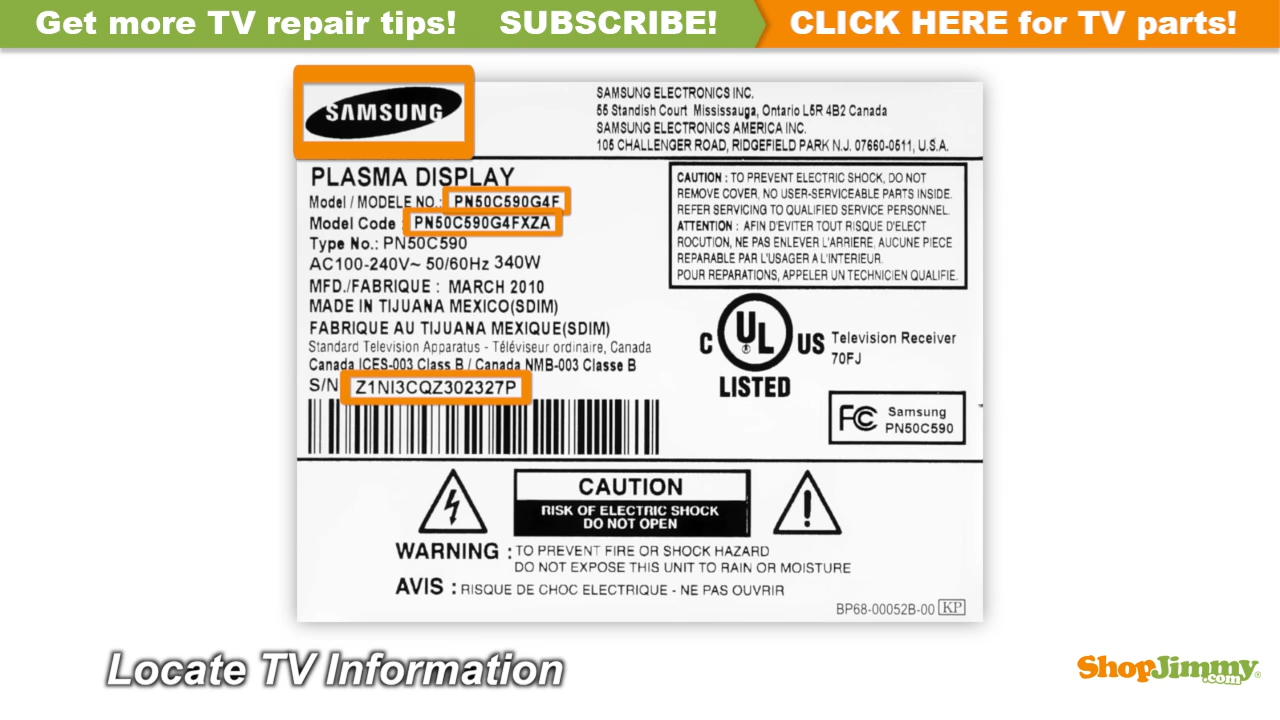 Get more TV repair tips! SUBSCRIBE! CLICK HERE for TV parts!
SAMSUNG
SAMSUNG ELECTRONICS INC.
55 Standish Court Mississauga, Ontario L5R 4B2 Canada
SAMSUNG ELECTRONICS AMERICA INC.
105 CHALLENGER ROAD, RIDGEFIELD PARK N.J. 07660-0511, U.S.A.
PLASMA DISPLAY
Model / MODELE NO.: PN50C590G4F
Model Code : PN50C590G4FXZA
Type No.: PN50C590
AC100-240V~ 50/60Hz 340W
MFD./FABRIQUE : MARCH 2010
MADE IN TIJUANA MEXICO(SDIM)
FABRIQUE AU TIJUANA MEXIQUE(SDIM)
Standard Television Apparatus - Téléviseur ordinaire, Canada
Canada ICES-003 Class B / Canada NMB-003 Classe B
S/N Z1NI3CQZ302327P
CAUTION : TO PREVENT ELECTRIC SHOCK, DO NOT
REMOVE COVER, NO USER-SERVICEABLE PARTS INSIDE.
REFER SERVICING TO QUALIFIED SERVICE PERSONNEL.
ATTENTION : AFIN D'EVITER TOUT RISQUE D'ELECT
ROCUTION, NE PAS ENLEVER L'ARRIERE, AUCUNE PIECE
REPARABLE PAR L'USAGER A L'INTERIEUR.
POUR REPARATIONS, APPELER UN TECHNICIEN QUALIFIE.
C UL US
LISTED
Television Receiver
70FJ
FCC
Samsung
PN50C590
CAUTION
RISK OF ELECTRIC SHOCK
DO NOT OPEN
WARNING : TO PREVENT FIRE OR SHOCK HAZARD
DO NOT EXPOSE THIS UNIT TO RAIN OR MOISTURE
AVIS : RISQUE DE CHOC ELECTRIQUE - NE PAS OUVRIR
BP68-00052B-00 KP
Locate TV Information
ShopJimmy.com®